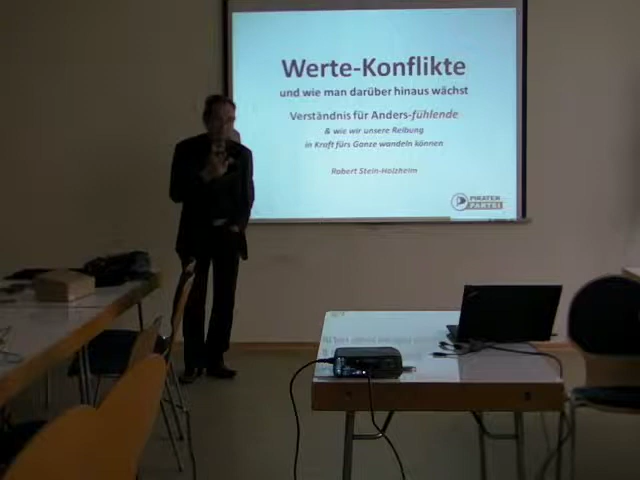 Werte-Konflikte
und wie man darüber hinaus wächst
Verständnis für Anders-fühlende
& wie wir unsere Reibung
in Kraft fürs Ganze wandeln können
Robert Stein-Holzheim
PIRATEN
PARTEI